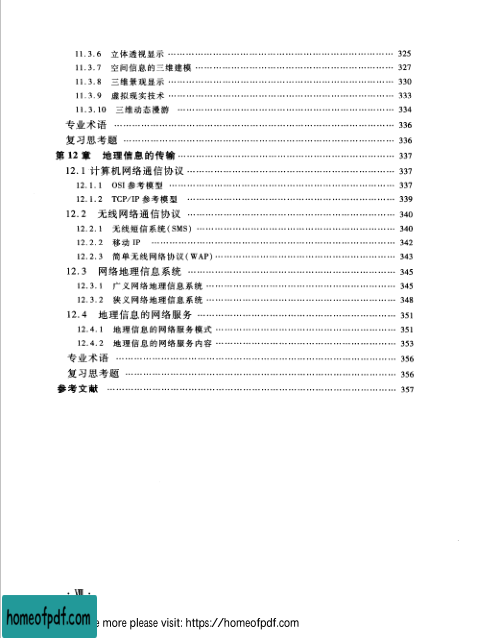 11.3.6 立体透视显示 ……………………………………………… 325
11.3.7 空间信息的三维建模 ……………………………………… 327
11.3.8 三维景观显示 ……………………………………………… 330
11.3.9 虚拟现实技术 ……………………………………………… 333
11.3.10 三维动态漫游 …………………………………………… 334
专业术语 …………………………………………………………… 336
复习思考题 ………………………………………………………… 336
第 12 章 地理信息的传输 ………………………………………… 337
12.1 计算机网络通信协议 ………………………………………… 337
12.1.1 OSI 参考模型 ……………………………………………… 337
12.1.2 TCP/IP 参考模型 ………………………………………… 339
12.2 无线网络通信协议 …………………………………………… 340
12.2.1 无线短信系统(SMS) ……………………………………… 340
12.2.2 移动 IP …………………………………………………… 342
12.2.3 简单无线网络协议(WAP) ………………………………… 343
12.3 网络地理信息系统 …………………………………………… 345
12.3.1 广义网络地理信息系统 …………………………………… 345
12.3.2 狭义网络地理信息系统 …………………………………… 348
12.4 地理信息的网络服务 ………………………………………… 351
12.4.1 地理信息的网络服务模式 ………………………………… 351
12.4.2 地理信息的网络服务内容 ………………………………… 353
专业术语 …………………………………………………………… 356
复习思考题 ………………………………………………………… 356
参考文献 …………………………………………………………… 357
· Ⅷ ·
homeofpdf.com
more please visit: https://homeofpdf.com